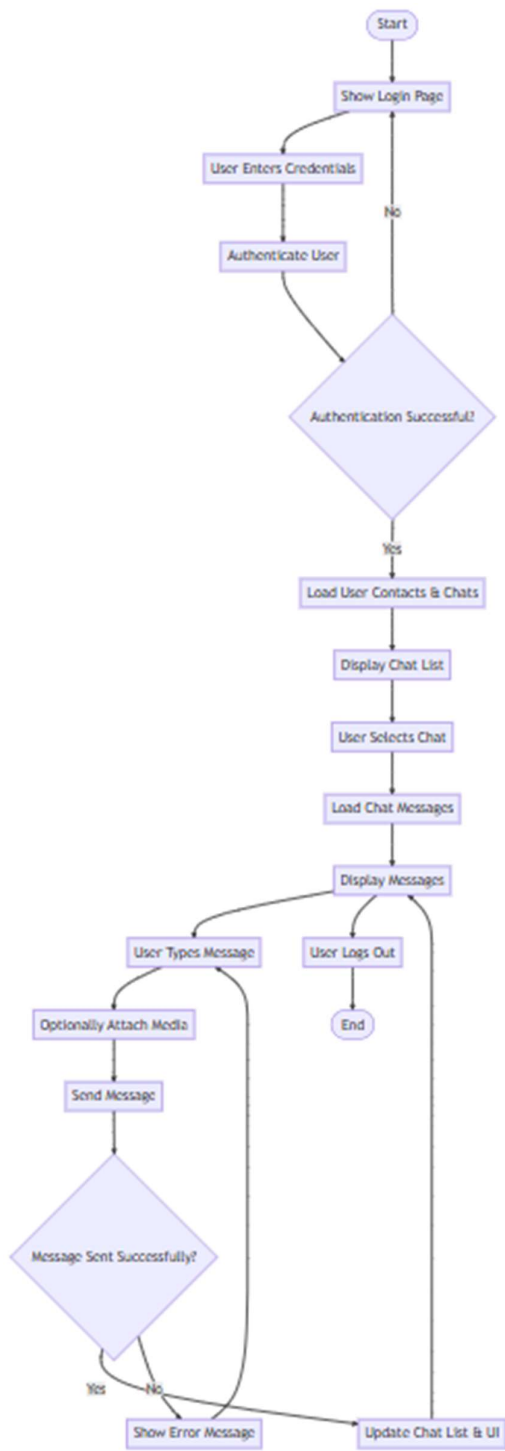 Start
Show Login Page
User Enters Credentials
No
Authenticate User
Authentication Successful?
Yes
Load User Contacts & Chats
Display Chat List
User Selects Chat
Load Chat Messages
Display Messages
User Types Message
User Logs Out
Optionally Attach Media
End
Send Message
Message Sent Successfully?
Yes
No
Show Error Message
Update Chat List & UI